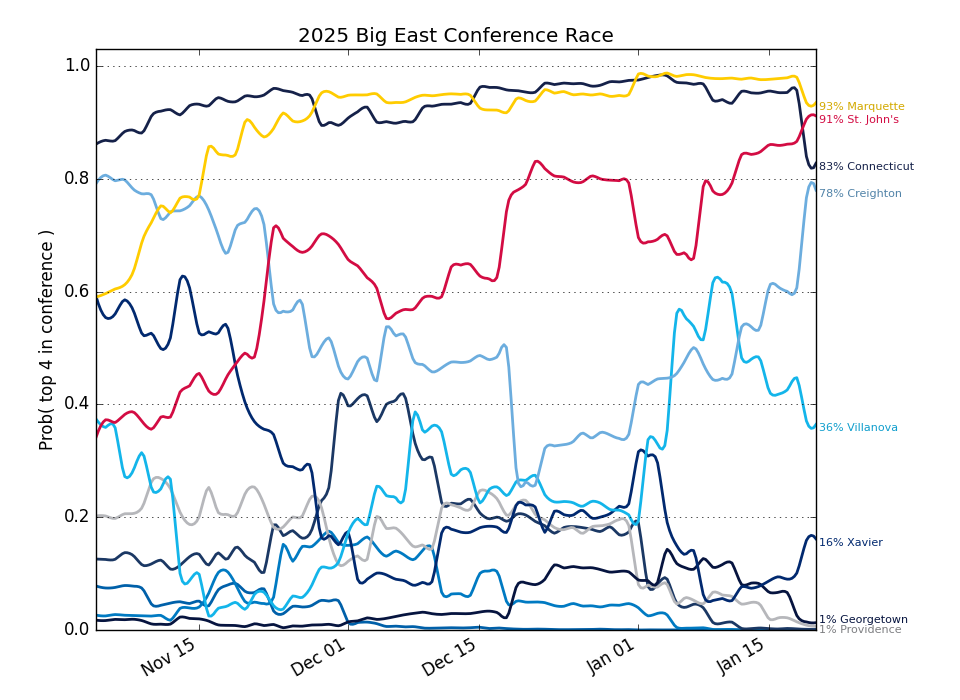 2025 Big East Conference Race
Prob( top 4 in conference )
1.0
0.8
0.6
0.4
0.2
0.0
93% Marquette
91% St. John's
83% Connecticut
78% Creighton
36% Villanova
16% Xavier
1% Georgetown
1% Providence
Nov 15
Dec 01
Dec 15
Jan 01
Jan 15